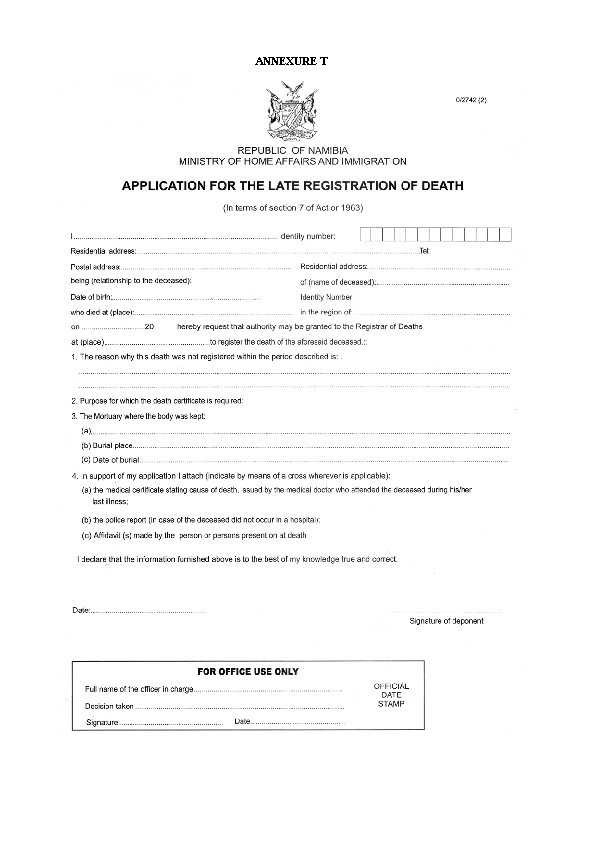 ANNEXURE T
0/2742 (2)
REPUBLIC OF NAMIBIA
MINISTRY OF HOME AFFAIRS AND IMMIGRATION
APPLICATION FOR THE LATE REGISTRATION OF DEATH
(In terms of section 7 of Act or 1963)
I.......................................................... dentity number:
Residential address:..........................................................Tel:
Postal address:.......................................... Residential address:..........................................
being (relationship to the deceased): of (name of deceased):..........................................
Date of birth:.......................................... Identity Number
who died at (place):.......................................... in the region of:..........................................
on ..............................20 hereby request that authority may be granted to the Registrar of Deaths
at (place)..........................................to register the death of the aforesaid deceased.::
1. The reason why this death was not registered within the period described is: .
..........................................................
..........................................................
2. Purpose for which the death certificate is required:
3. The Mortuary where the body was kept:
(a)..........................................................
(b) Burial place..........................................................
(c) Date of burial..........................................................
4. In support of my application I attach (indicate by means of a cross wherever is applicable):
(a) the medical certificate stating cause of death, issued by the medical doctor who attended the deceased during his/her
last illness;
(b) the police report (in case of the deceased did not occur in a hospital);
(c) Affidavit (s) made by the person or persons present on at death
I declare that the information furnished above is to the best of my knowledge true and correct.
Date:.......................................... ..........................................
Signature of deponent
FOR OFFICE USE ONLY
Full name of the officer in charge.......................................... OFFICIAL
DATE
Decision taken.......................................... STAMP
Signature.......................................... Date..........................................